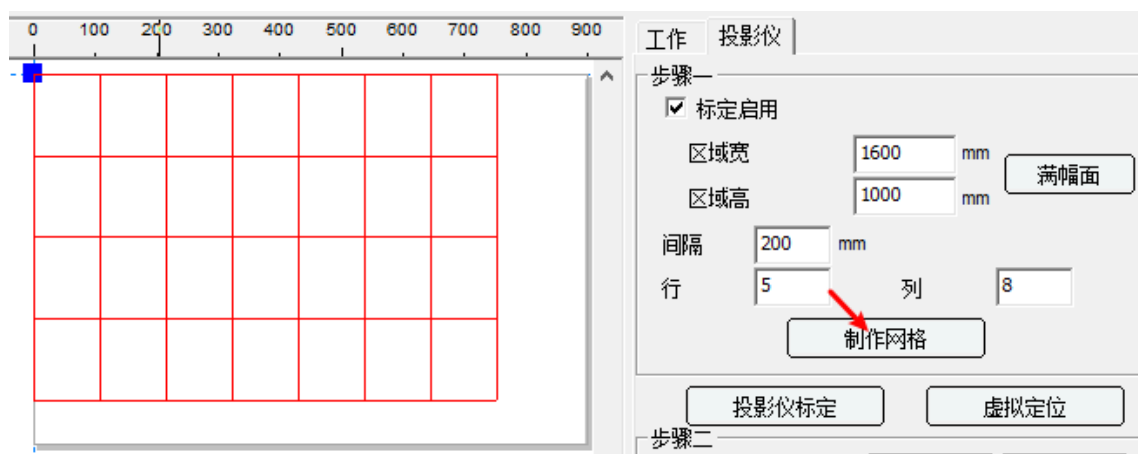 0 100 200 300 400 500 600 700 800 900
工作 投影仪
步骤一
标定启用
区域宽 1600 mm
满幅面
区域高 1000 mm
间隔 200 mm
行 5 列 8
制作网格
投影仪标定 虚拟定位
步骤二